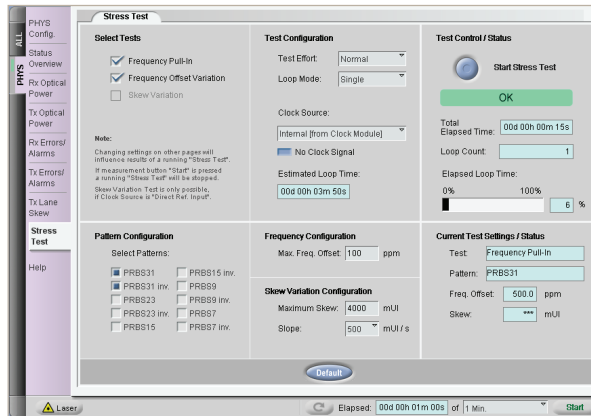 ALL
PHYS
PHYS Config.
Status Overview
Rx Optical Power
Tx Optical Power
Rx Errors/ Alarms
Tx Errors/ Alarms
Tx Lane Skew
Stress Test
Help
Stress Test
Select Tests
Frequency Pull-In
Frequency Offset Variation
Skew Variation
Note:
Changing settings on other pages will
influence results of a running "Stress Test".
If measurement button "Start" is pressed
a running "Stress Test" will be stopped.
Skew Variation Test is only possible,
if Clock Source is "Direct Ref. Input".
Test Configuration
Test Effort: Normal
Loop Mode: Single
Clock Source:
Internal [from Clock Module]
No Clock Signal
Estimated Loop Time:
00d 00h 03m 50s
Test Control / Status
Start Stress Test
OK
Total
Elapsed Time: 00d 00h 00m 15s
Loop Count: 1
Elapsed Loop Time:
0% 100%
6 %
Pattern Configuration
Select Patterns:
PRBS31 PRBS15 inv.
PRBS31 inv. PRBS9
PRBS23 PRBS9 inv.
PRBS23 inv. PRBS7
PRBS15 PRBS7 inv.
Frequency Configuration
Max. Freq. Offset: 100 ppm
Skew Variation Configuration
Maximum Skew: 4000 mUI
Slope: 500 mUI / s
Current Test Settings / Status
Test: Frequency Pull-In
Pattern: PRBS31
Freq. Offset: 500.0 ppm
Skew: *** mUI
Default
Laser
Elapsed: 00d 00h 01m 00s of 1 Min.
Start